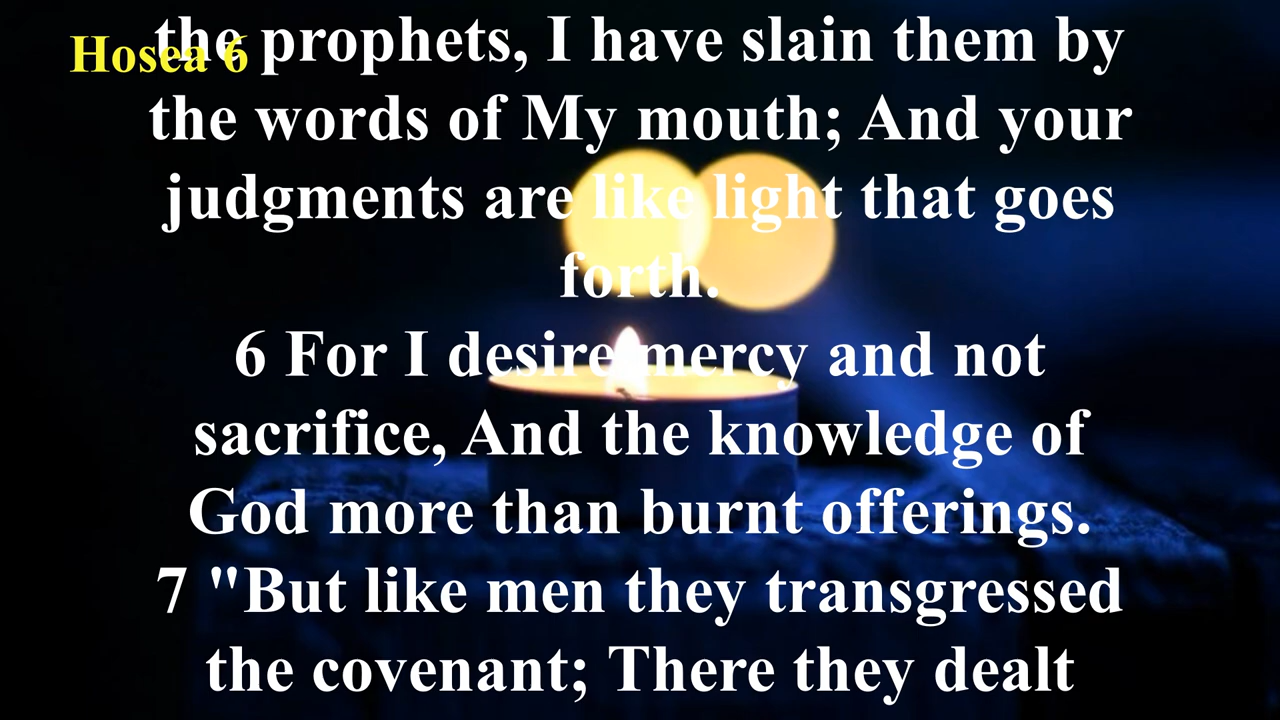 Hosea 6
the prophets, I have slain them by
the words of My mouth; And your
judgments are like light that goes
forth.
6 For I desire mercy and not
sacrifice, And the knowledge of
God more than burnt offerings.
7 "But like men they transgressed
the covenant; There they dealt